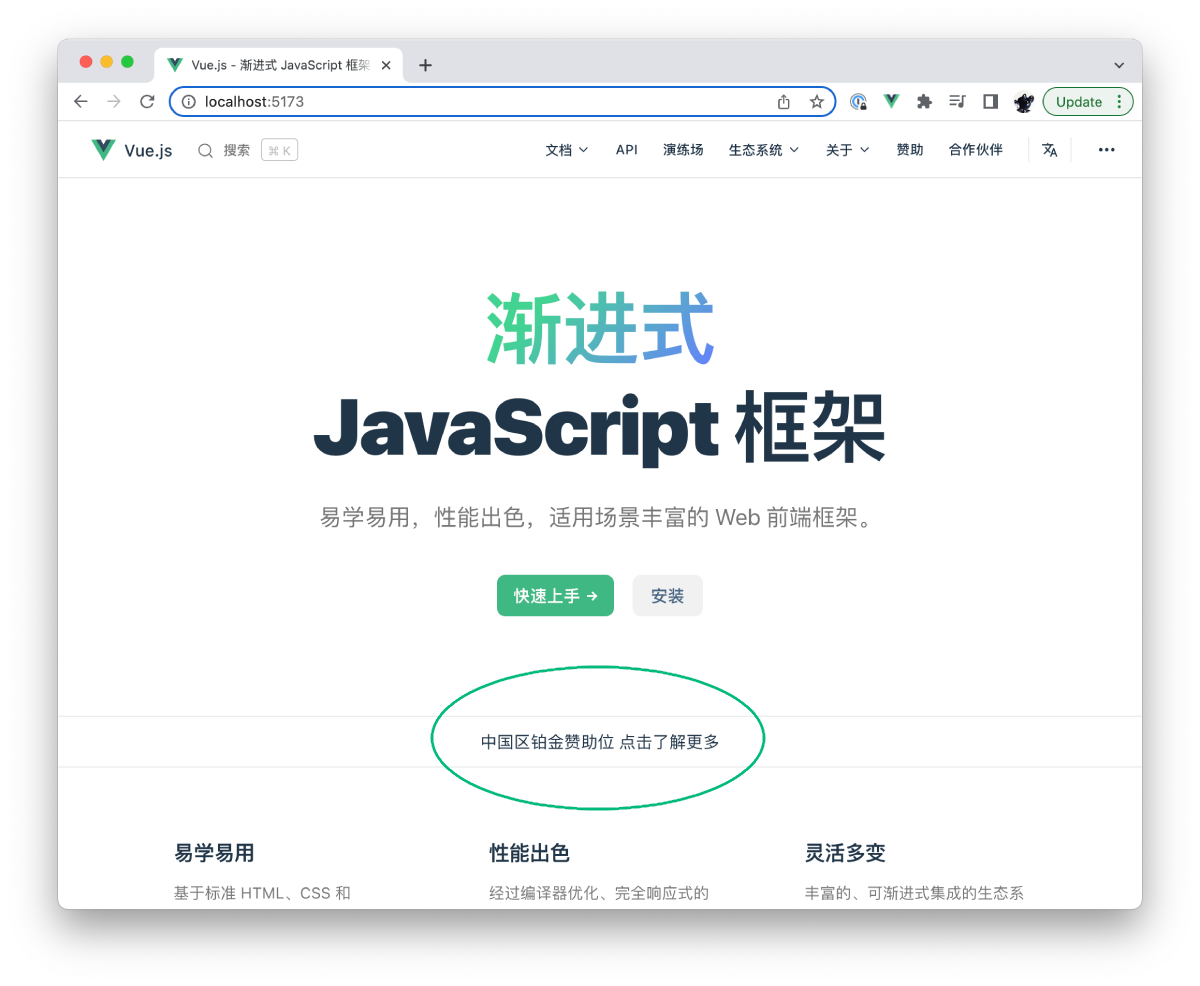 Vue.js - 渐进式 JavaScript 框架
localhost:5173
Update
Vue.js 搜索 ⌘ K 文档 API 演练场 生态系统 关于 赞助 合作伙伴
渐进式
JavaScript 框架
易学易用，性能出色，适用场景丰富的 Web 前端框架。
快速上手 → 安装
中国区铂金赞助位 点击了解更多
易学易用 性能出色 灵活多变
基于标准 HTML、CSS 和 经过编译器优化、完全响应式的 丰富的、可渐进式集成的生态系